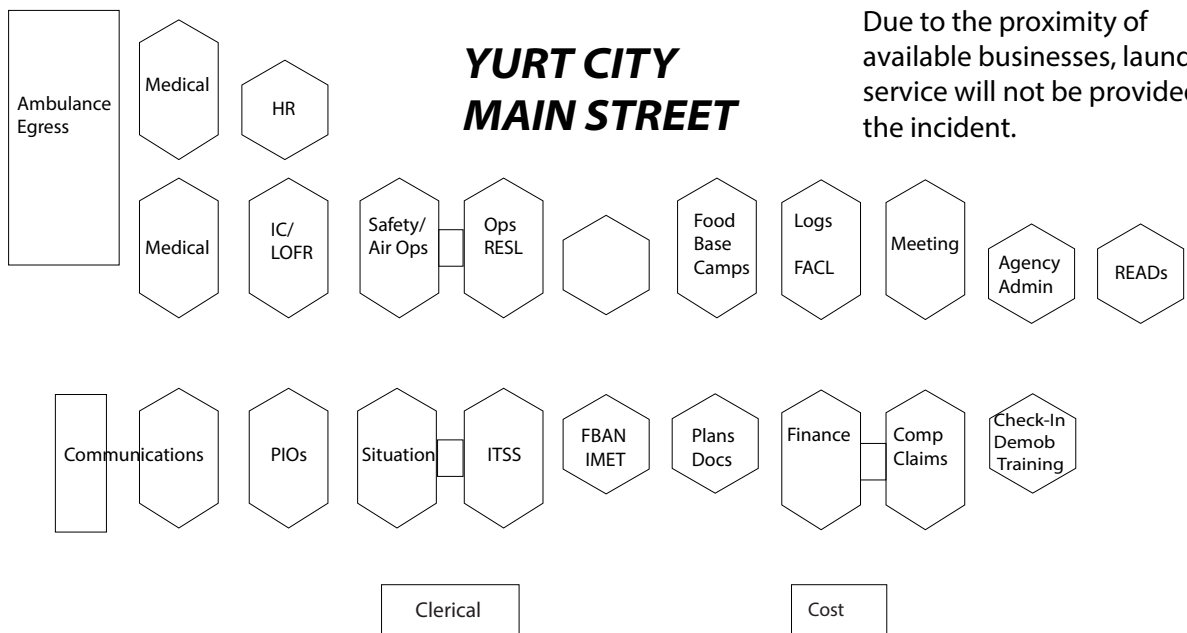 YURT CITY
MAIN STREET
Due to the proximity of
available businesses,
service will not be
the incident.
Ambulance
Egress
Medical
HR
Medical
IC/
LOFR
Safety/
Air Ops
Ops
RESL
Food
Base
Camps
Logs
FACL
Meeting
Agency
Admin
READs
Communications
PIOs
Situation
ITSS
FBAN
IMET
Plans
Docs
Finance
Comp
Claims
Check-In
Demob
Training
Clerical
Cost